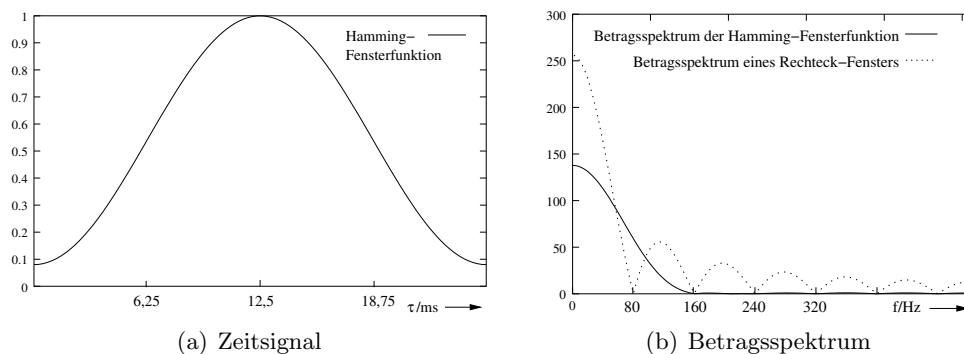 1
0.9
0.8
0.7
0.6
0.5
0.4
0.3
0.2
0.1
0
Hamming−
Fensterfunktion
6,25 12,5 18,75 τ/ms
(a) Zeitsignal
300
250
200
150
100
50
0
Betragsspektrum der Hamming−Fensterfunktion
Betragsspektrum eines Rechteck−Fensters
0 80 160 240 320 f/Hz
(b) Betragsspektrum